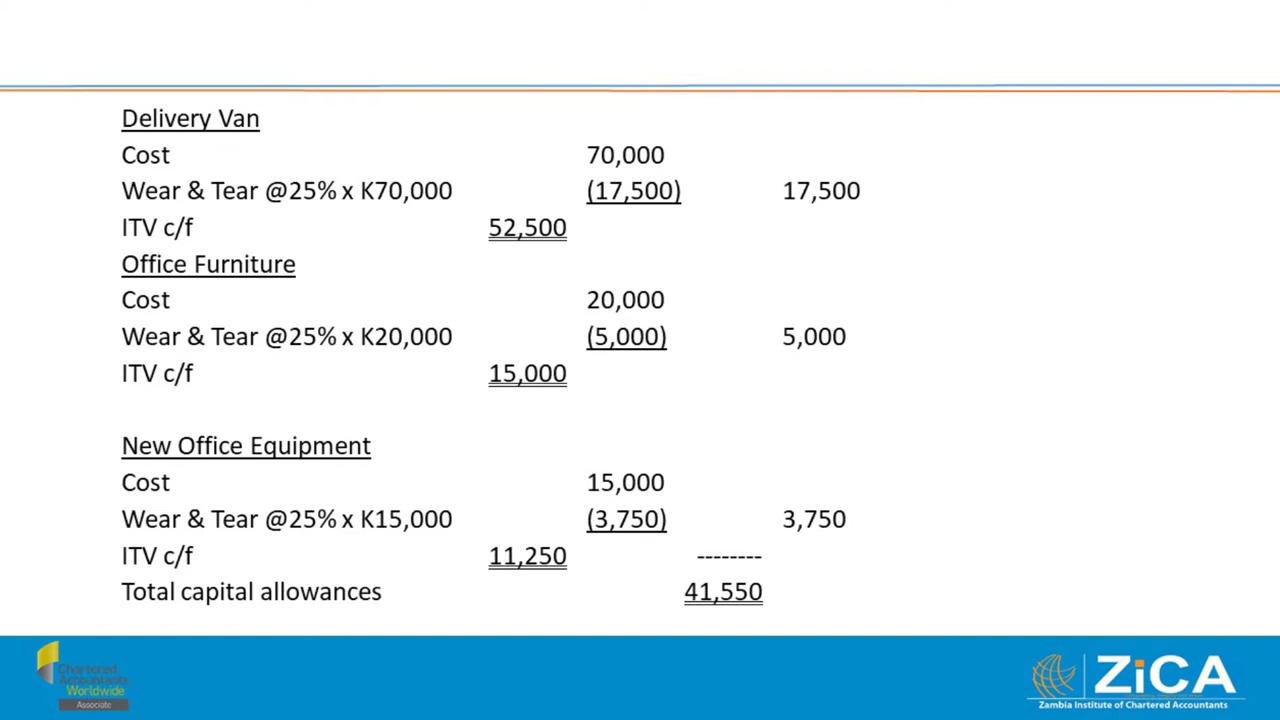 Delivery Van
Cost 70,000
Wear & Tear @25% x K70,000 (17,500) 17,500
ITV c/f 52,500
Office Furniture
Cost 20,000
Wear & Tear @25% x K20,000 (5,000) 5,000
ITV c/f 15,000
New Office Equipment
Cost 15,000
Wear & Tear @25% x K15,000 (3,750) 3,750
ITV c/f 11,250 --------
Total capital allowances 41,550
Chartered
Accountants
Worldwide
Associate
ZiCA
Zambia Institute of Chartered Accountants